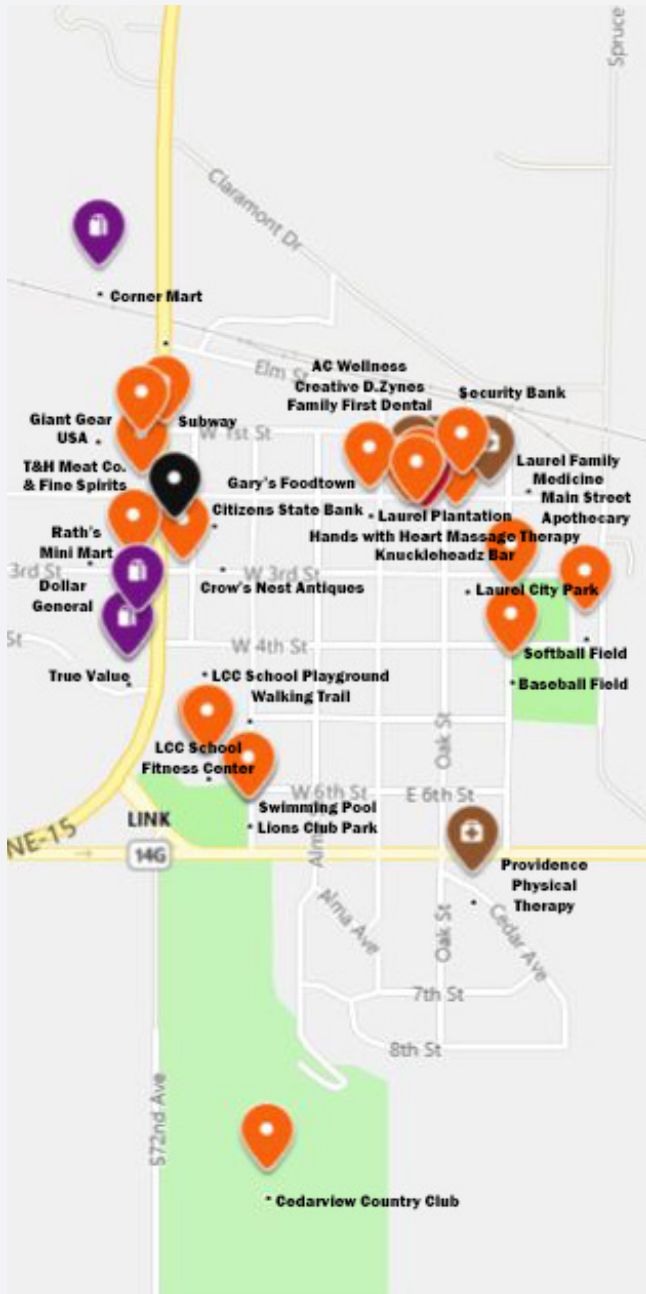 Spruce
Claramont Dr
Corner Mart
Elm St
AC Wellness
Creative D.Zynes
Family First Dental
Security Bank
Giant Gear
USA
Subway
W 1st St
T&H Meat Co.
& Fine Spirits
Gary's Foodtown
Laurel Family
Medicine
Main Street
Apothecary
Citizens State Bank
Laurel Plantation
Hands with Heart Massage Therapy
Knuckleheadz Bar
Rath's
Mini Mart
3rd St
W 3rd St
Dollar
General
Crow's Nest Antiques
Laurel City Park
St
W 4th St
Softball Field
True Value
LCC School Playground
Walking Trail
Baseball Field
Oak St
LCC School
Fitness Center
W 6th St
E 6th St
Swimming Pool
Lions Club Park
LINK
14G
NE-15
Providence
Physical
Therapy
Alma Ave
Oak St
Cedar Ave
7th St
8th St
S72nd Ave
Cedarview Country Club